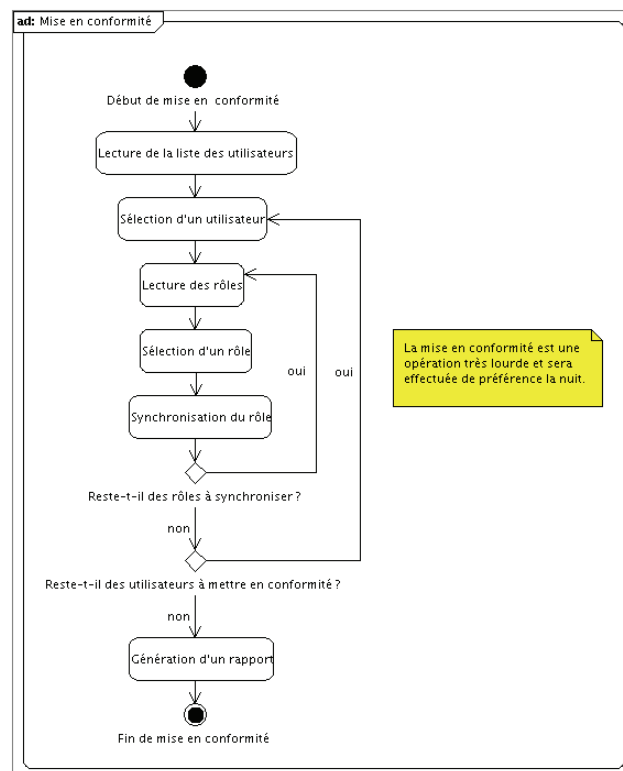 ad: Mise en conformité
Début de mise en conformité
Lecture de la liste des utilisateurs
Sélection d'un utilisateur
Lecture des rôles
Sélection d'un rôle
oui
oui
La mise en conformité est une
opération très lourde et sera
effectuée de préférence la nuit.
Synchronisation du rôle
Reste-t-il des rôles à synchroniser ?
non
Reste-t-il des utilisateurs à mettre en conformité ?
non
Génération d'un rapport
Fin de mise en conformité